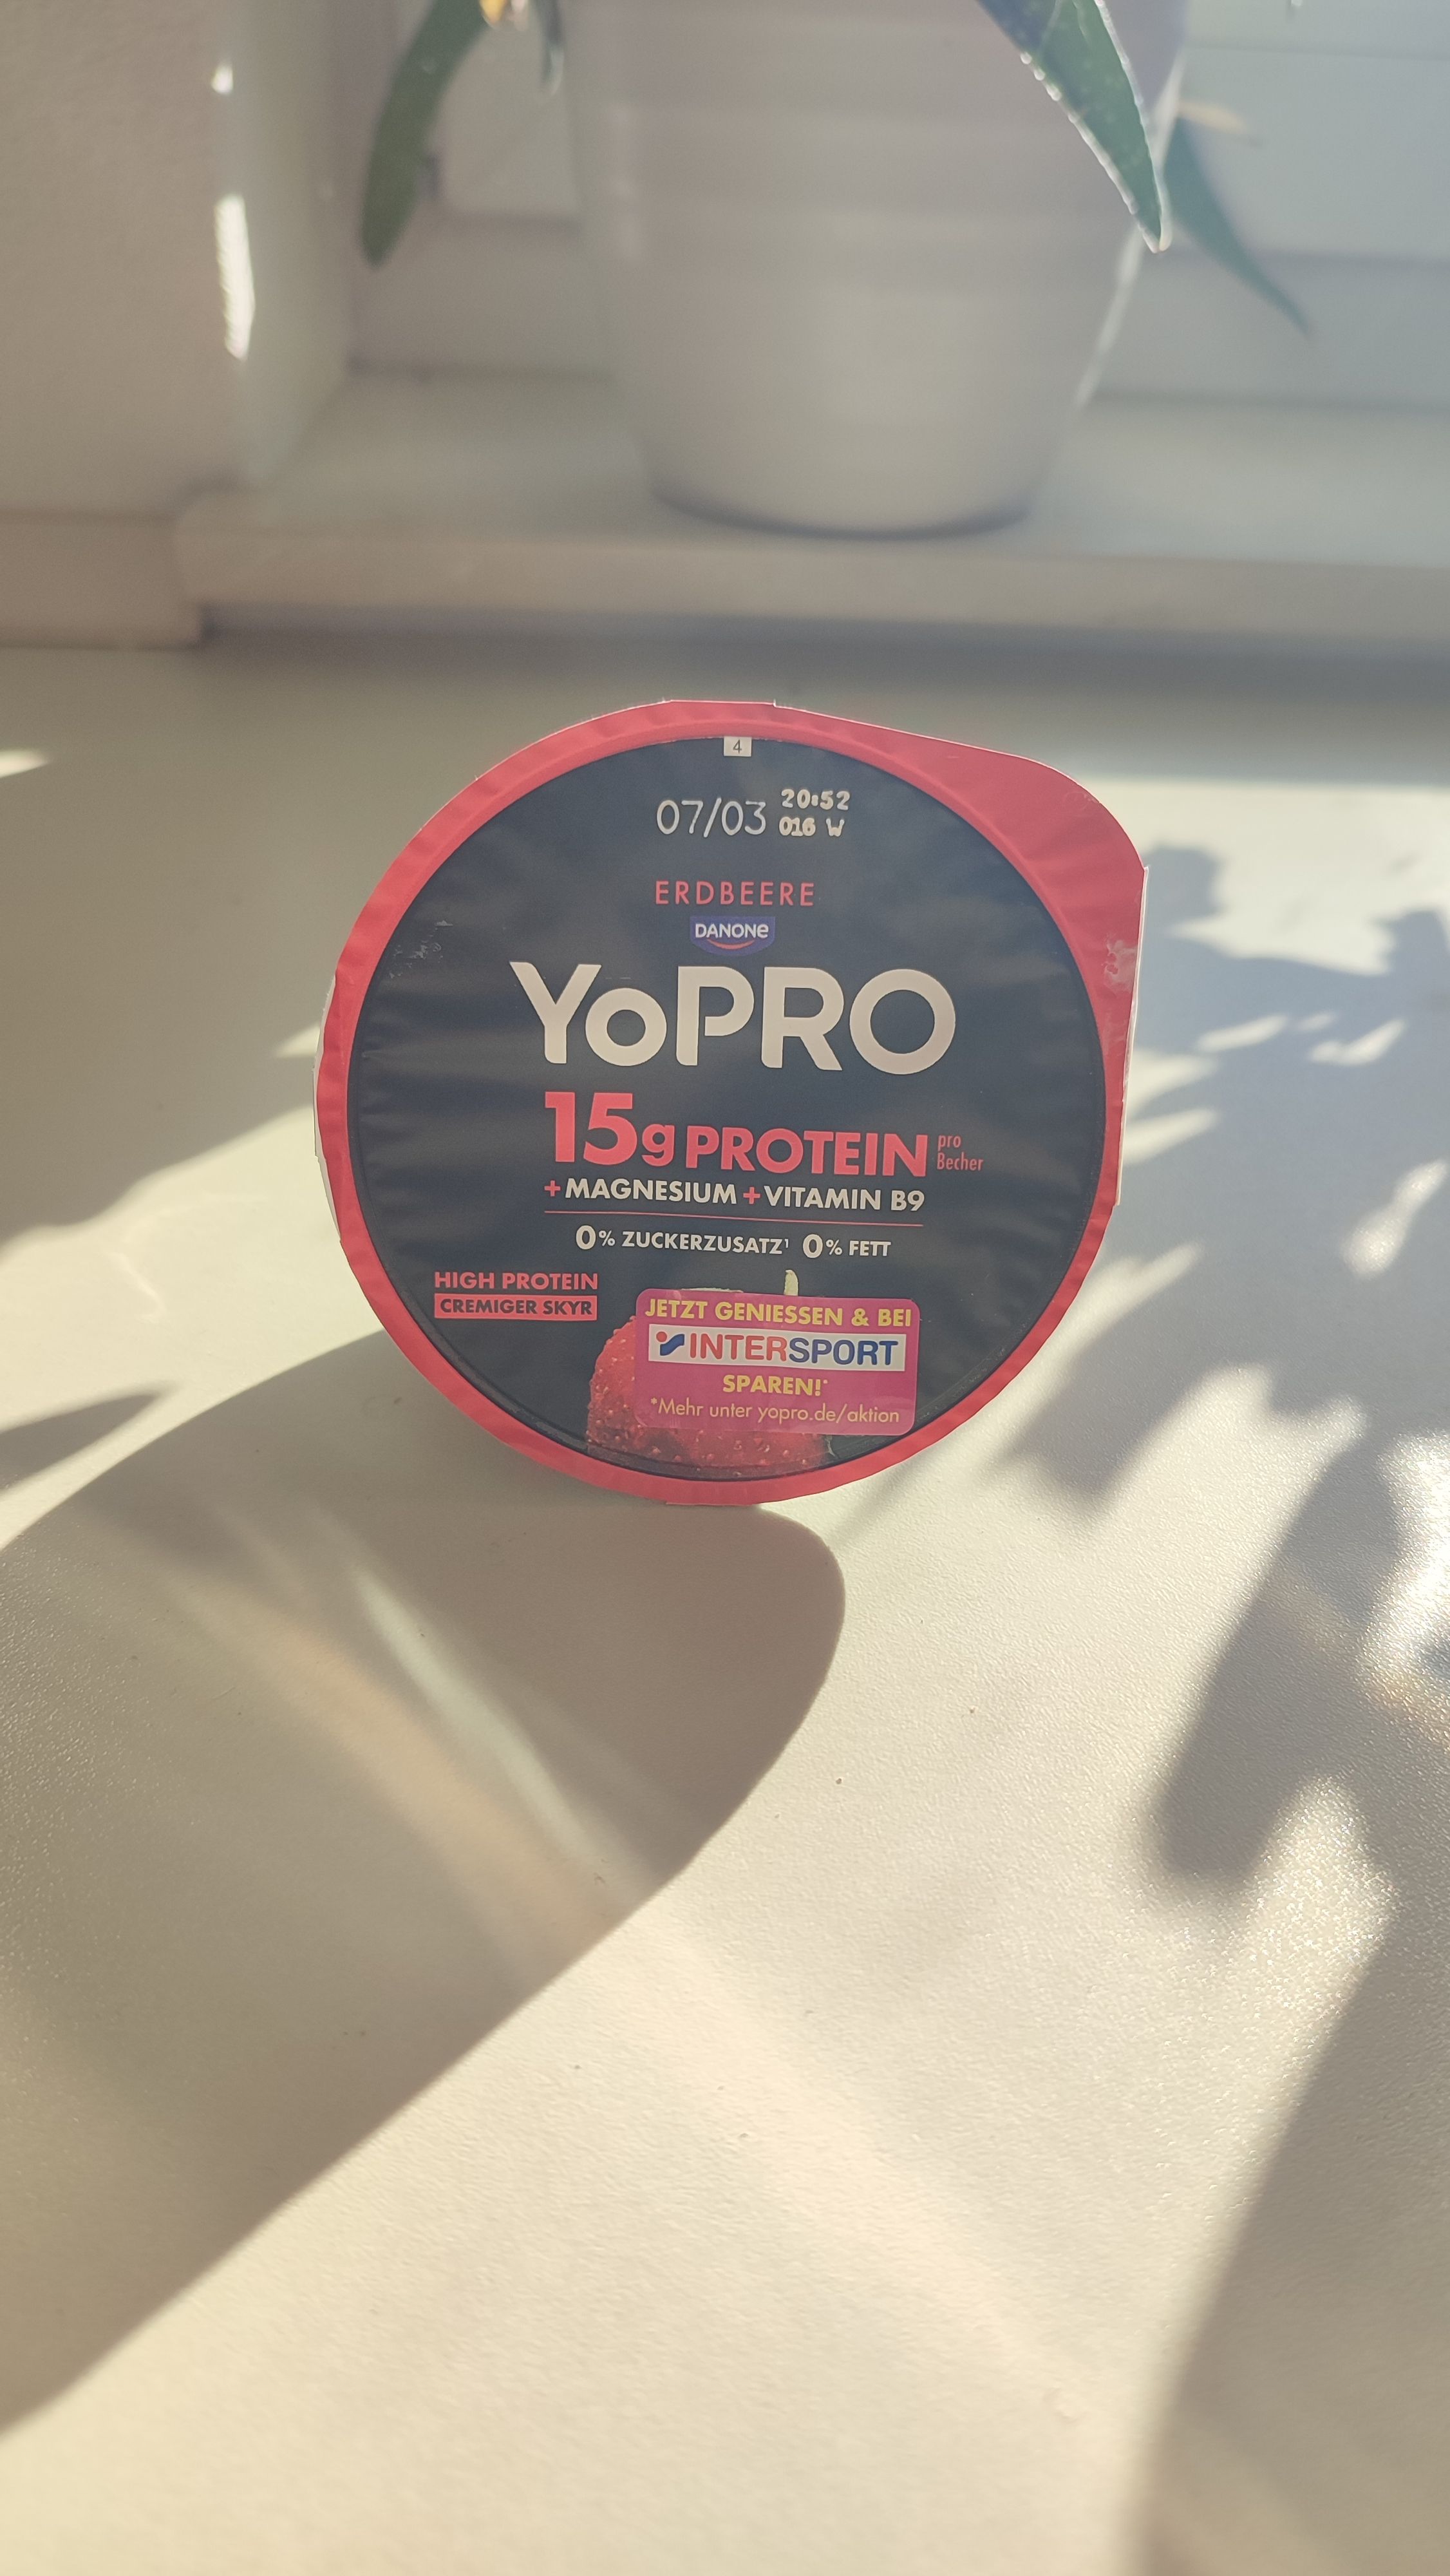 4
07/03 20:52
016 W
ERDBEERE
DANONE
YoPRO
15g PROTEIN pro
Becher
+MAGNESIUM +VITAMIN B9
0% ZUCKERZUSATZ¹ 0% FETT
HIGH PROTEIN
CREMIGER SKYR
JETZT GENIESSEN & BEI
INTERSPORT
SPAREN!*
*Mehr unter yopro.de/aktion